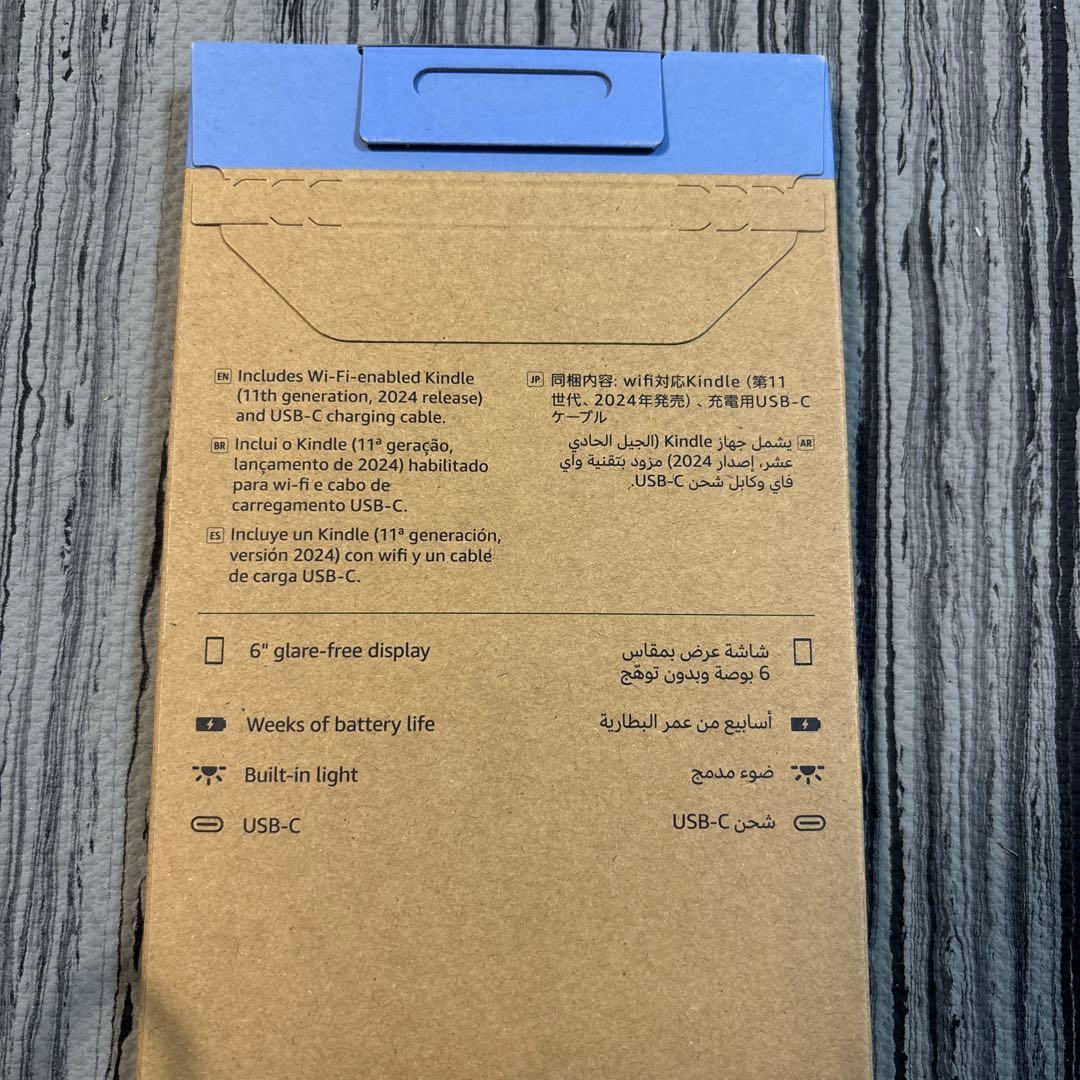 EN Includes Wi-Fi-enabled Kindle
(11th generation, 2024 release)
and USB-C charging cable.
BR Inclui o Kindle (11ª geração,
lançamento de 2024) habilitado
para wi-fi e cabo de
carregamento USB-C.
ES Incluye un Kindle (11ª generación,
versión 2024) con wifi y un cable
de carga USB-C.
JP 同梱内容: wifi対応Kindle（第11
世代、2024年発売）、充電用USB-C
ケーブル
AR يشمل جهاز Kindle (الجيل الحادي
عشر، إصدار 2024) مزود بتقنية واي
فاي وكابل شحن USB-C.
6" glare-free display
Weeks of battery life
Built-in light
USB-C
شاشة عرض بمقاس
6 بوصة وبدون توهّج
أسابيع من عمر البطارية
ضوء مدمج
شحن USB-C